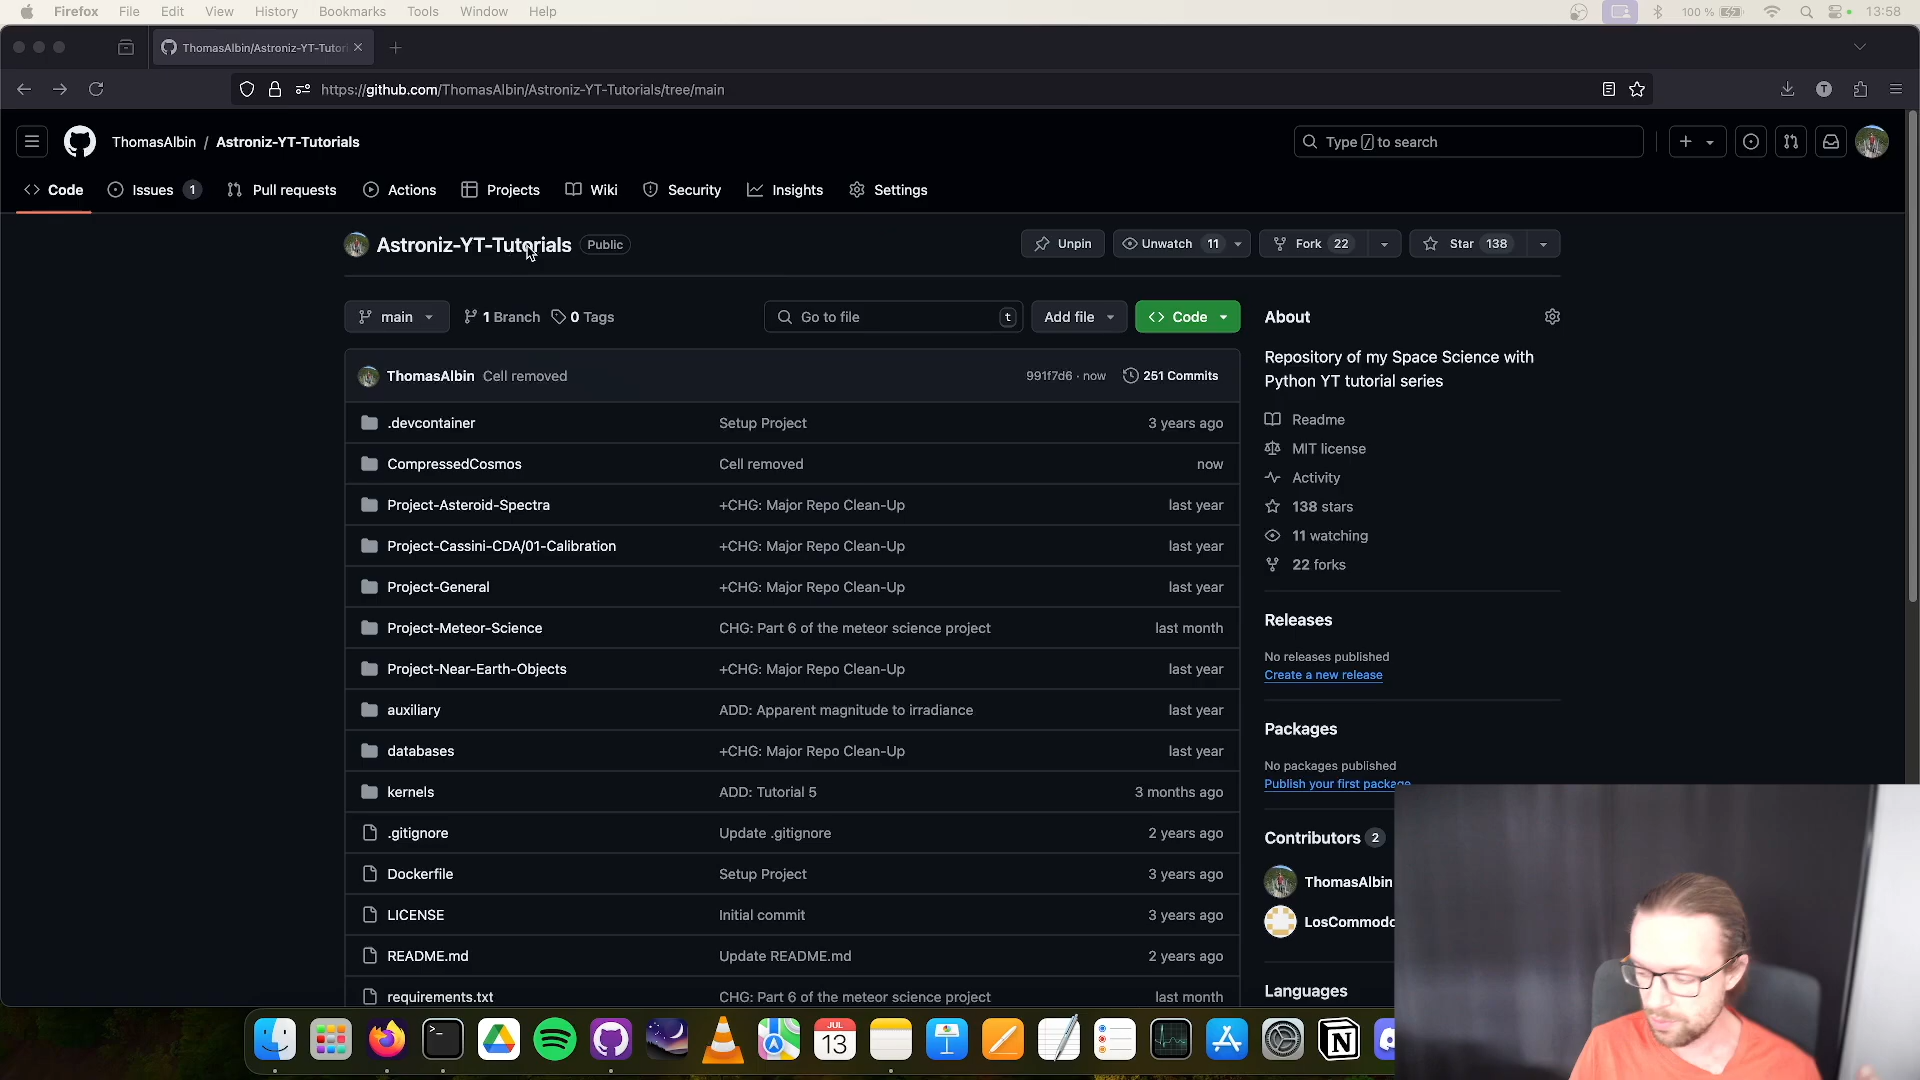 Firefox File Edit View History Bookmarks Tools Window Help 100 % 13:58
ThomasAlbin/Astroniz-YT-Tutori
https://github.com/ThomasAlbin/Astroniz-YT-Tutorials/tree/main
ThomasAlbin / Astroniz-YT-Tutorials Type / to search
Code Issues 1 Pull requests Actions Projects Wiki Security Insights Settings
Astroniz-YT-Tutorials Public Unpin Unwatch 11 Fork 22 Star 138
main 1 Branch 0 Tags Go to file t Add file Code
ThomasAlbin Cell removed 991f7d6 · now 251 Commits
.devcontainer Setup Project 3 years ago
CompressedCosmos Cell removed now
Project-Asteroid-Spectra +CHG: Major Repo Clean-Up last year
Project-Cassini-CDA/01-Calibration +CHG: Major Repo Clean-Up last year
Project-General +CHG: Major Repo Clean-Up last year
Project-Meteor-Science CHG: Part 6 of the meteor science project last month
Project-Near-Earth-Objects +CHG: Major Repo Clean-Up last year
auxiliary ADD: Apparent magnitude to irradiance last year
databases +CHG: Major Repo Clean-Up last year
kernels ADD: Tutorial 5 3 months ago
.gitignore Update .gitignore 2 years ago
Dockerfile Setup Project 3 years ago
LICENSE Initial commit 3 years ago
README.md Update README.md 2 years ago
requirements.txt CHG: Part 6 of the meteor science project last month
About
Repository of my Space Science with
Python YT tutorial series
Readme
MIT license
Activity
138 stars
11 watching
22 forks
Releases
No releases published
Create a new release
Packages
No packages published
Publish your first package
Contributors 2
ThomasAlbin
LosCommodo
Languages
JUL
13